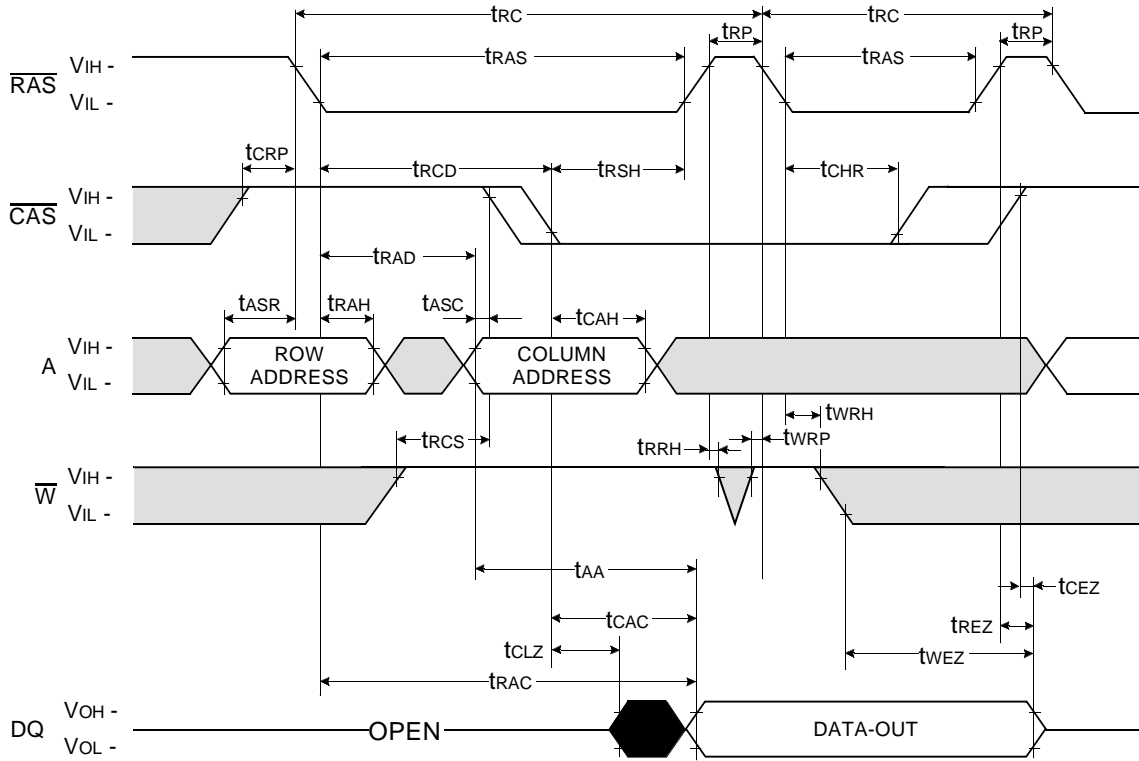 tRC tRC
tRP tRP
tRAS tRAS
RAS VIH -
VIL -
tCRP tRCD tRSH tCHR
CAS VIH -
VIL -
tRAD
tASR tRAH tASC tCAH
A VIH -
VIL -
ROW
ADDRESS
COLUMN
ADDRESS
tWRH
tRCS tRRH tWRP
W VIH -
VIL -
tAA
tCEZ
tCAC
tREZ
tCLZ
tWEZ
tRAC
DQ VOH -
VOL -
OPEN
DATA-OUT